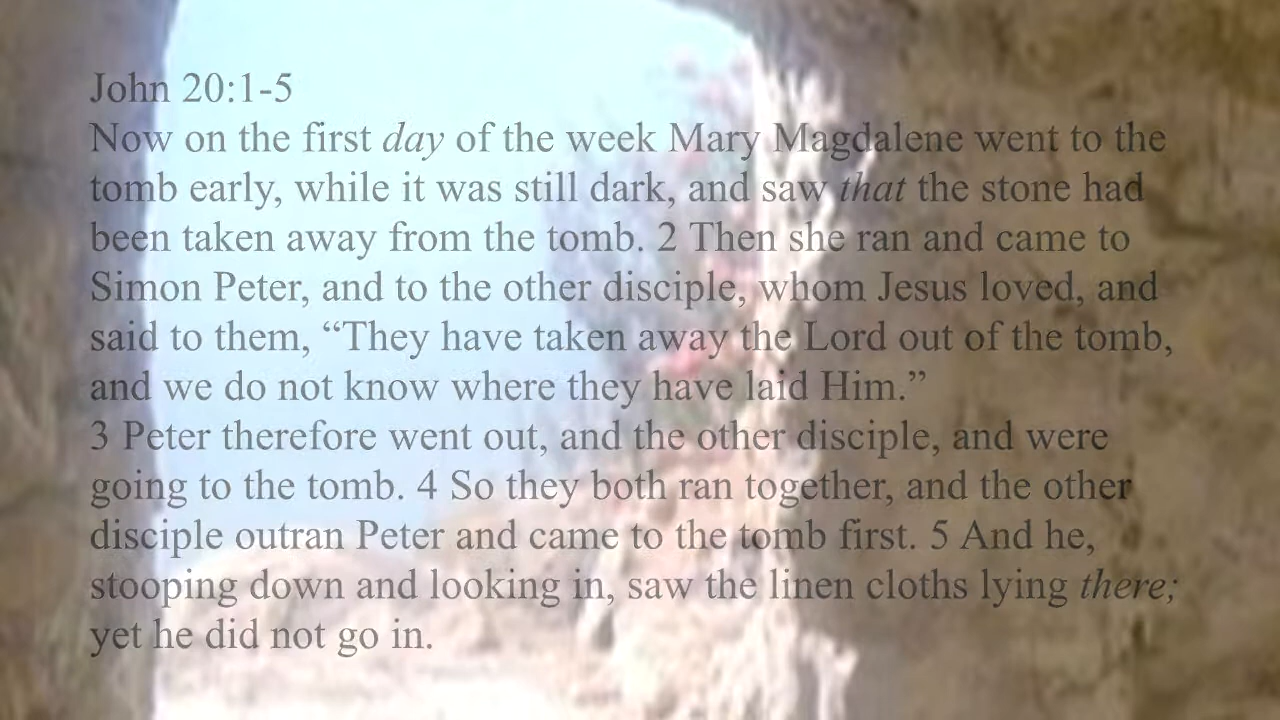 John 20:1-5
Now on the first day of the week Mary Magdalene went to the
tomb early, while it was still dark, and saw that the stone had
been taken away from the tomb. 2 Then she ran and came to
Simon Peter, and to the other disciple, whom Jesus loved, and
said to them, “They have taken away the Lord out of the tomb,
and we do not know where they have laid Him.”
3 Peter therefore went out, and the other disciple, and were
going to the tomb. 4 So they both ran together, and the other
disciple outran Peter and came to the tomb first. 5 And he,
stooping down and looking in, saw the linen cloths lying there;
yet he did not go in.